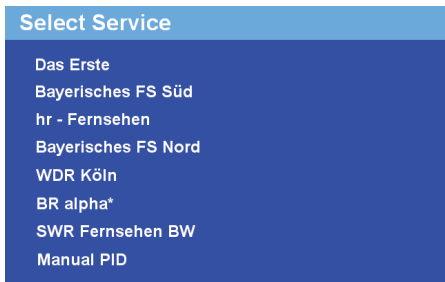 Select Service
Das Erste
Bayerisches FS Süd
hr - Fernsehen
Bayerisches FS Nord
WDR Köln
BR alpha*
SWR Fernsehen BW
Manual PID